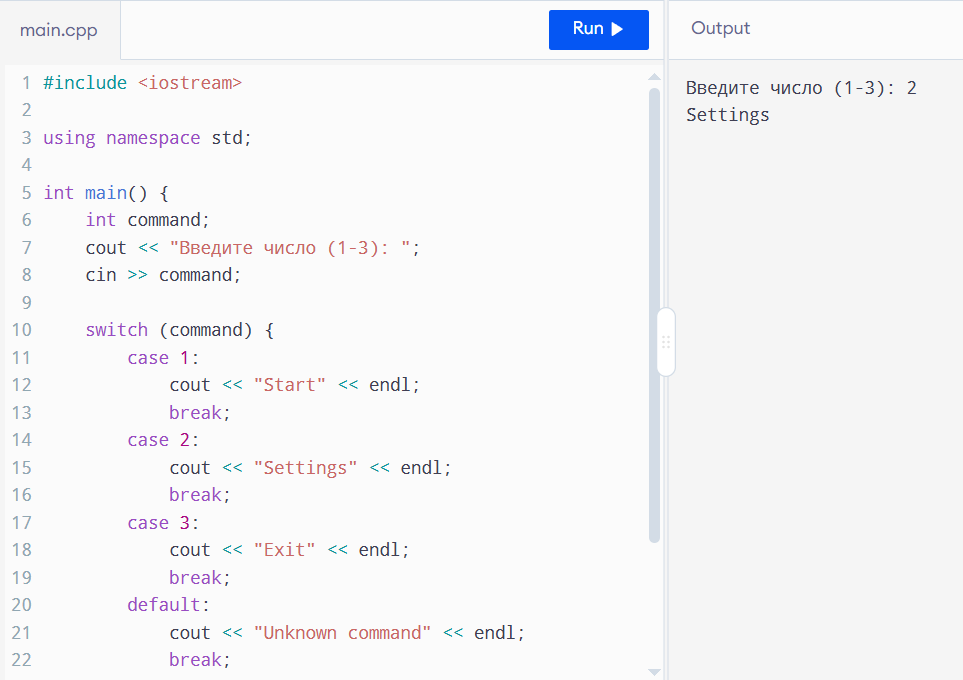 main.cpp
Run
Output
1 #include <iostream>
2
3 using namespace std;
4
5 int main() {
6     int command;
7     cout << "Введите число (1-3): ";
8     cin >> command;
9
10     switch (command) {
11         case 1:
12             cout << "Start" << endl;
13             break;
14         case 2:
15             cout << "Settings" << endl;
16             break;
17         case 3:
18             cout << "Exit" << endl;
19             break;
20         default:
21             cout << "Unknown command" << endl;
22             break;
Введите число (1-3): 2
Settings